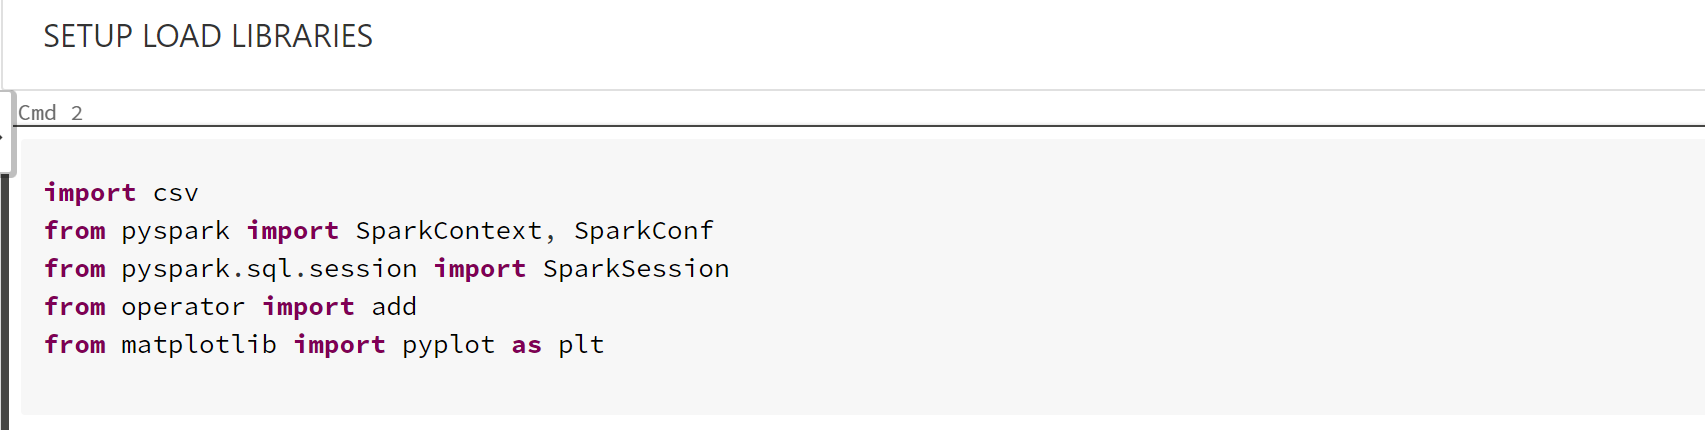 SETUP LOAD LIBRARIES
Cmd 2
import csv
from pyspark import SparkContext, SparkConf
from pyspark.sql.session import SparkSession
from operator import add
from matplotlib import pyplot as plt